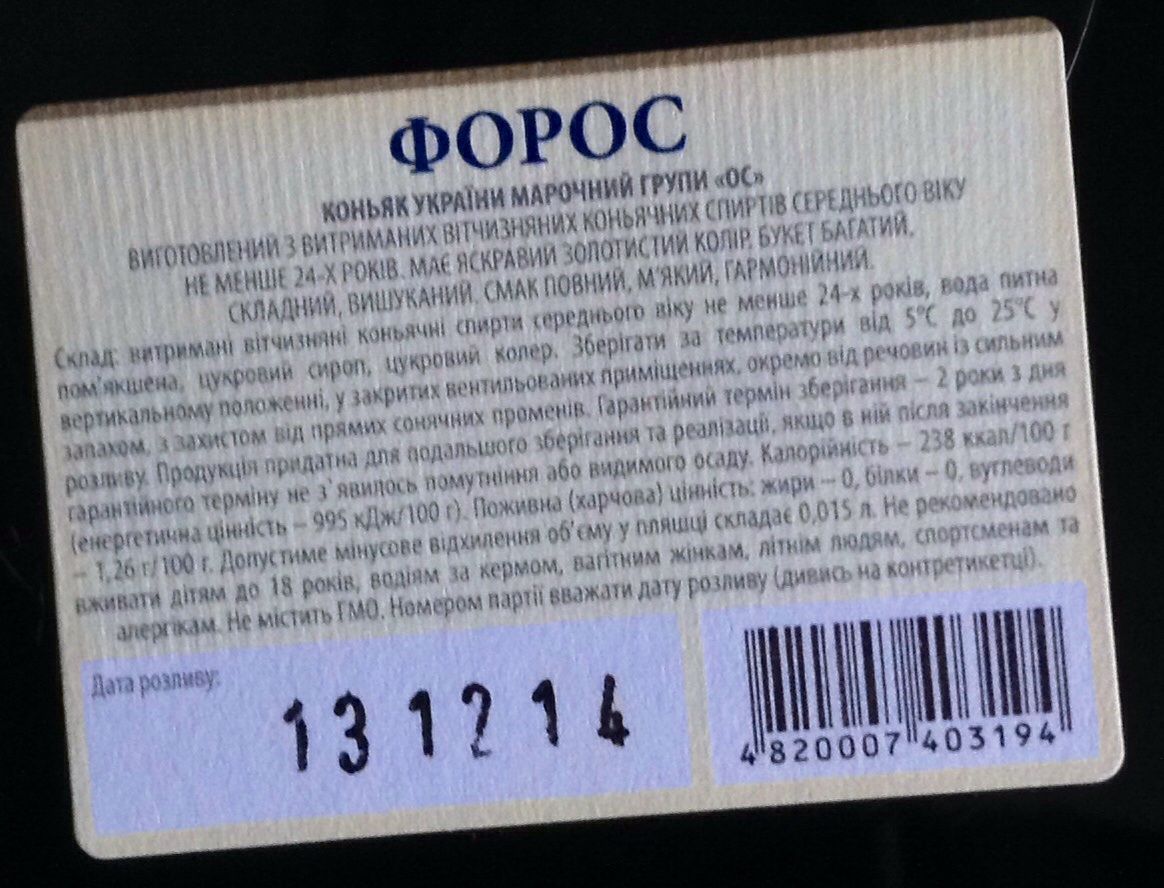 ФОРОС
КОНЬЯК УКРАЇНИ МАРОЧНИЙ ГРУПИ «ОС»
ВИГОТОВЛЕНИЙ З ВИТРИМАНИХ ВІТЧИЗНЯНИХ КОНЬЯЧНИХ СПИРТІВ СЕРЕДНЬОГО ВІКУ
НЕ МЕНШЕ 24-Х РОКІВ. МАЄ ЯСКРАВИЙ ЗОЛОТИСТИЙ КОЛІР. БУКЕТ БАГАТИЙ,
СКЛАДНИЙ, ВИШУКАНИЙ. СМАК ПОВНИЙ, М'ЯКИЙ, ГАРМОНІЙНИЙ.
Склад: витримані вітчизняні коньячні спирти середнього віку не менше 24-х років, вода питна
пом'якшена, цукровий сироп, цукровий колер. Зберігати за температури від 5°С до 25°С у
вертикальному положенні, у закритих вентильованих приміщеннях, окремо від речовин із сильним
запахом, з захистом від прямих сонячних променів. Гарантійний термін зберігання – 2 роки з дня
розливу. Продукція придатна для подальшого зберігання та реалізації, якщо в ній після закінчення
гарантійного терміну не з'явилось помутніння або видимого осаду. Калорійність – 238 ккал/100 г
(енергетична цінність – 995 кДж/100 г). Поживна (харчова) цінність: жири – 0, білки – 0, вуглеводи
– 1,26 г/100 г. Допустиме мінусове відхилення об'єму у пляшці складає 0,015 л. Не рекомендовано
вживати дітям до 18 років, водіям за кермом, вагітним жінкам, літнім людям, спортсменам та
алергікам. Не містить ГМО. Номером партії вважати дату розливу (дивись на контретикетці).
Дата розливу:
13 12 14
4 820007 403194